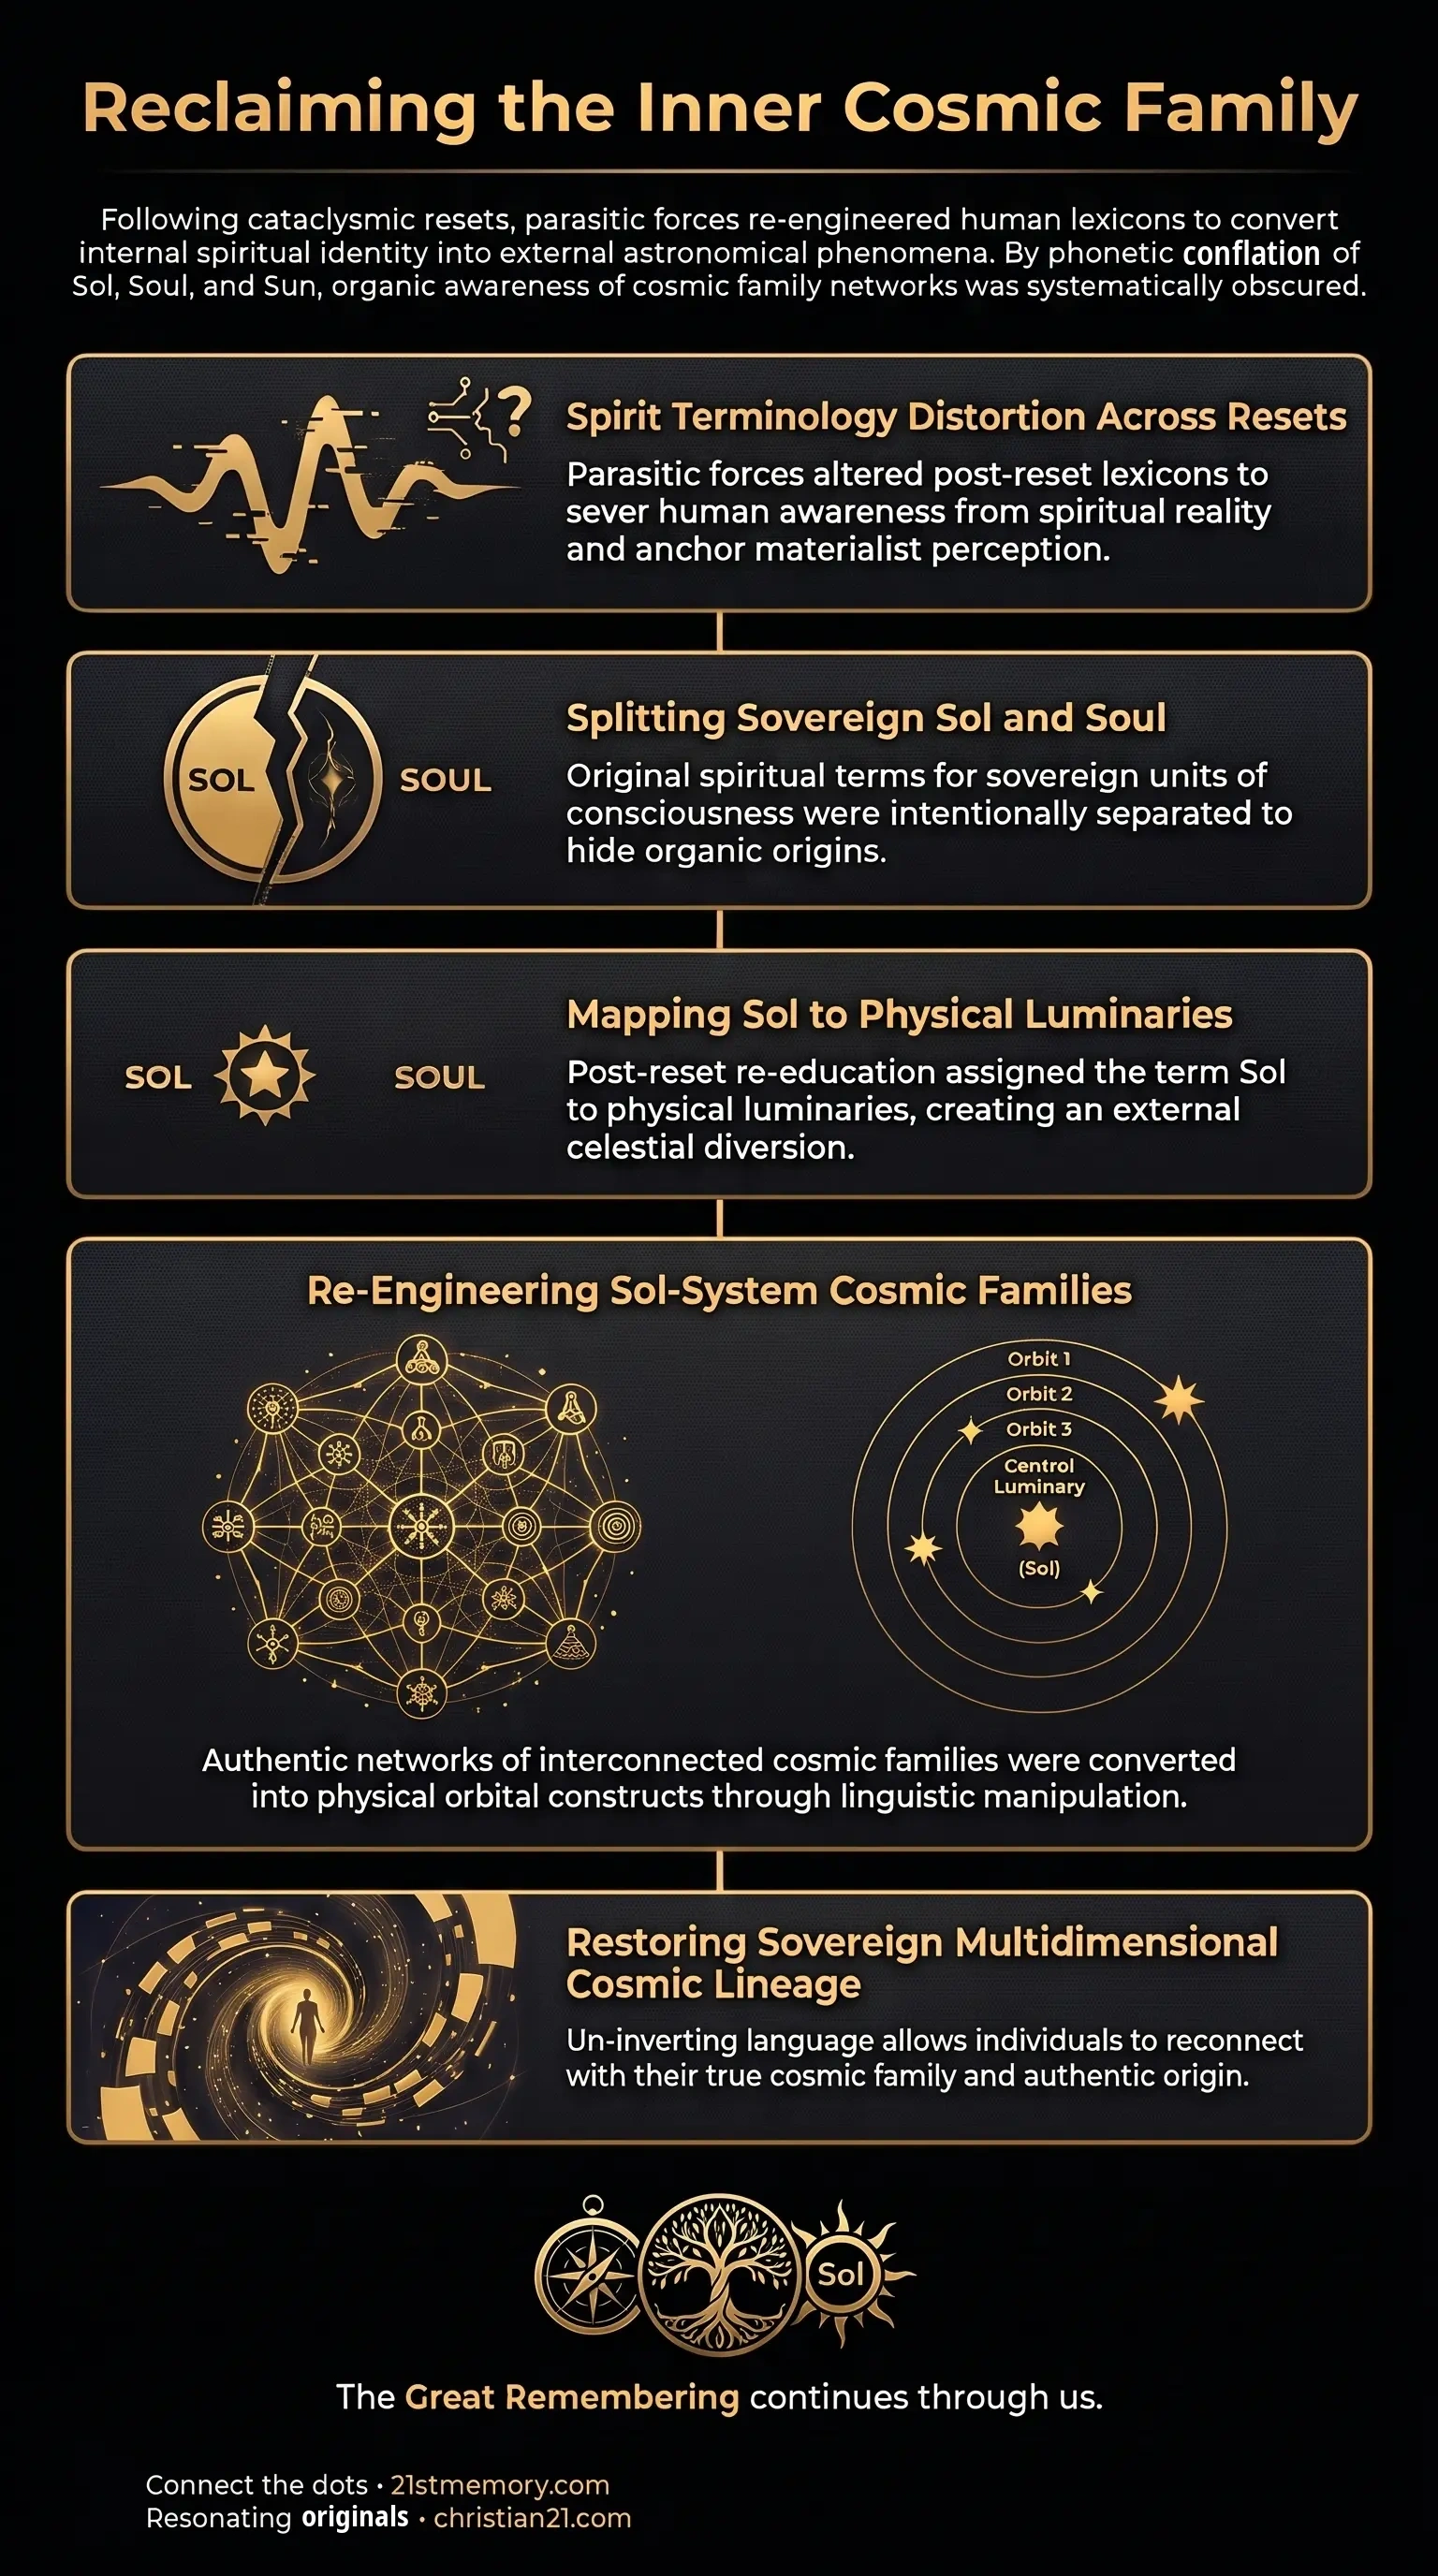 Reclaiming the Inner Cosmic Family
Following cataclysmic resets, parasitic forces re-engineered human lexicons to convert
internal spiritual identity into external astronomical phenomena. By phonetic conflation of
Sol, Soul, and Sun, organic awareness of cosmic family networks was systematically obscured.
?
Spirit Terminology Distortion Across Resets
Parasitic forces altered post-reset lexicons to
sever human awareness from spiritual reality
and anchor materialist perception.
SOL
SOUL
Splitting Sovereign Sol and Soul
Original spiritual terms for sovereign units of
consciousness were intentionally separated to
hide organic origins.
SOL
SOUL
Mapping Sol to Physical Luminaries
Post-reset re-education assigned the term Sol
to physical luminaries, creating an external
celestial diversion.
Re-Engineering Sol-System Cosmic Families
Orbit 1
Orbit 2
Orbit 3
Centrol
Luminary
(Sol)
Authentic networks of interconnected cosmic families were converted
into physical orbital constructs through linguistic manipulation.
Restoring Sovereign Multidimensional
Cosmic Lineage
Un-inverting language allows individuals to reconnect
with their true cosmic family and authentic origin.
Sol
The Great Remembering continues through us.
Connect the dots • 21stmemory.com
Resonating originals • christian21.com